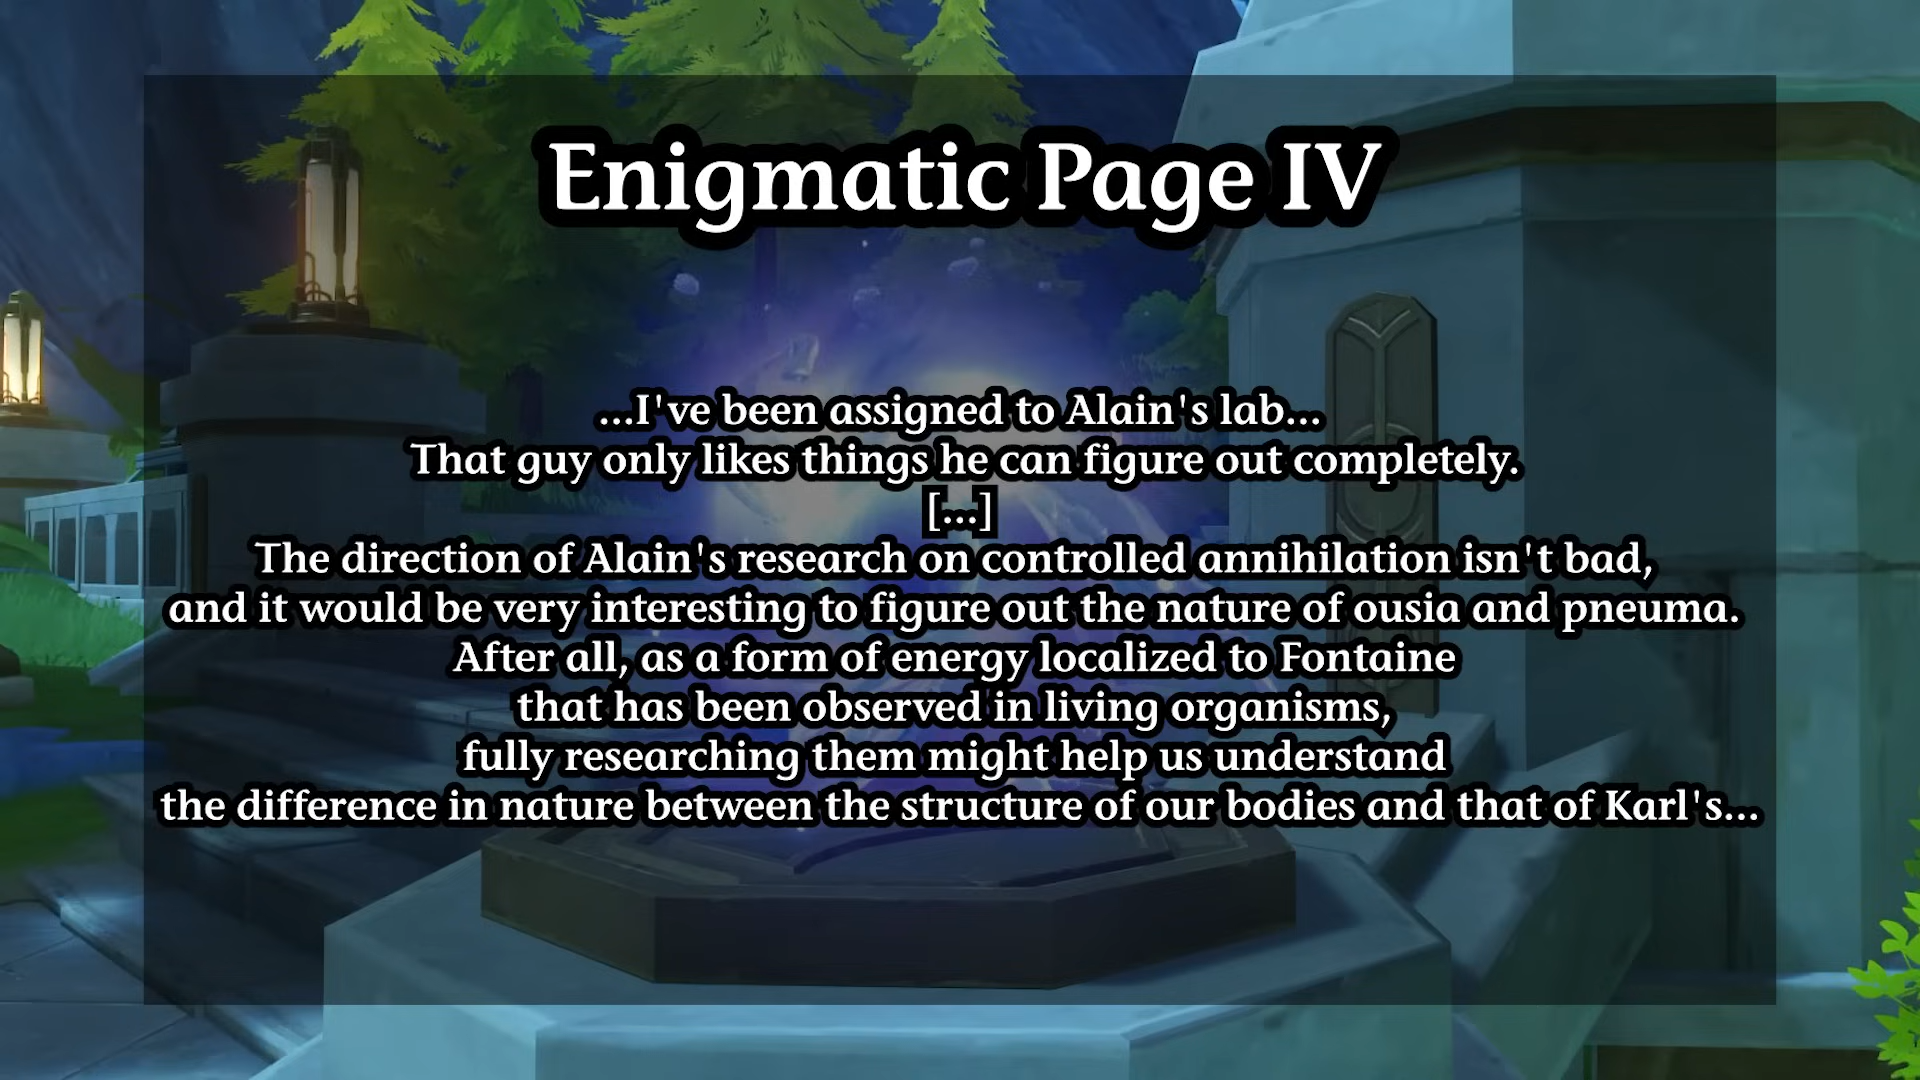 Enigmatic Page IV
...I've been assigned to Alain's lab...
That guy only likes things he can figure out completely.
[...]
The direction of Alain's research on controlled annihilation isn't bad,
and it would be very interesting to figure out the nature of ousia and pneuma.
After all, as a form of energy localized to Fontaine
that has been observed in living organisms,
fully researching them might help us understand
the difference in nature between the structure of our bodies and that of Karl's...